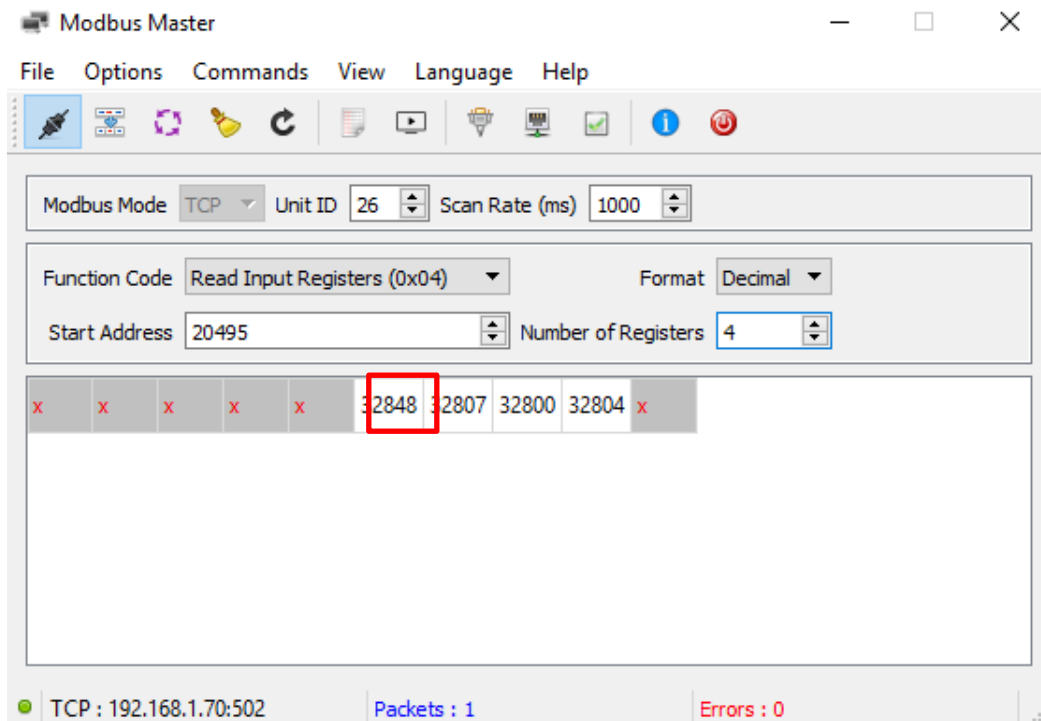 Modbus Master
File Options Commands View Language Help
Modbus Mode TCP Unit ID 26 Scan Rate (ms) 1000
Function Code Read Input Registers (0x04) Format Decimal
Start Address 20495 Number of Registers 4
x x x x x 32848 32807 32800 32804 x
TCP : 192.168.1.70:502 Packets : 1 Errors : 0